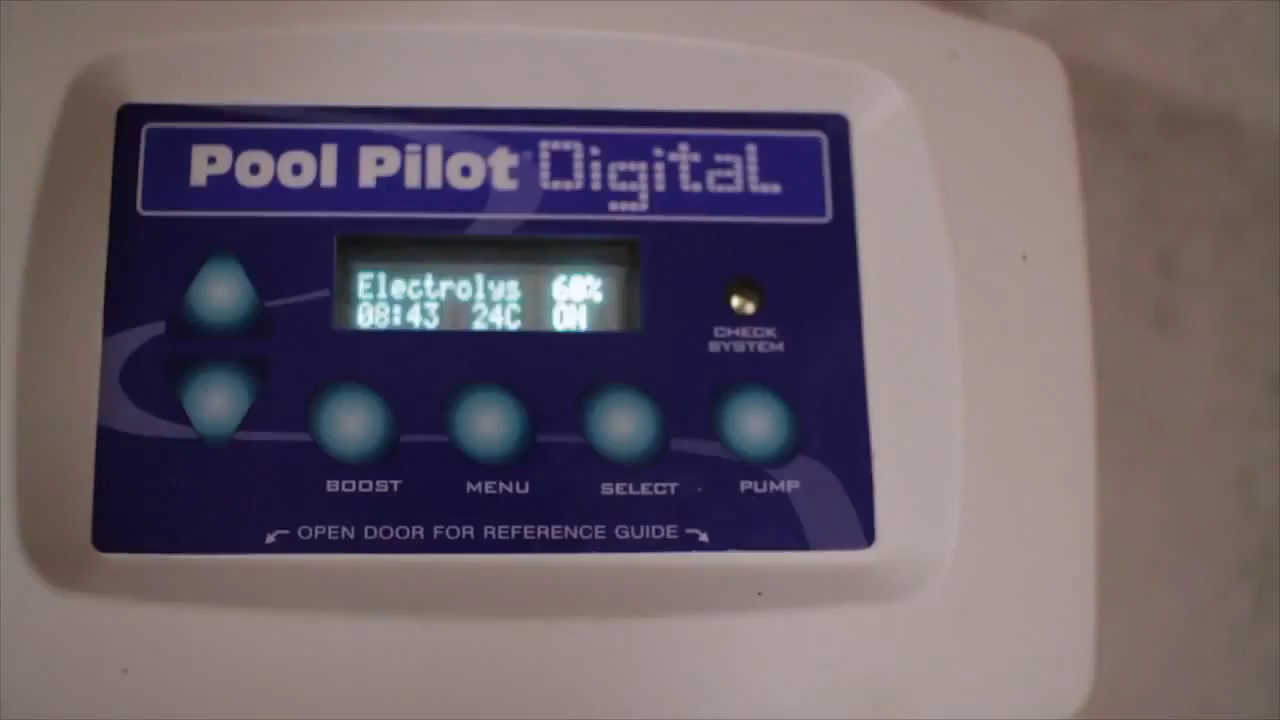 Pool Pilot Digital
Electrolys 60%
08:43 24C ON
CHECK
SYSTEM
BOOST MENU SELECT PUMP
OPEN DOOR FOR REFERENCE GUIDE